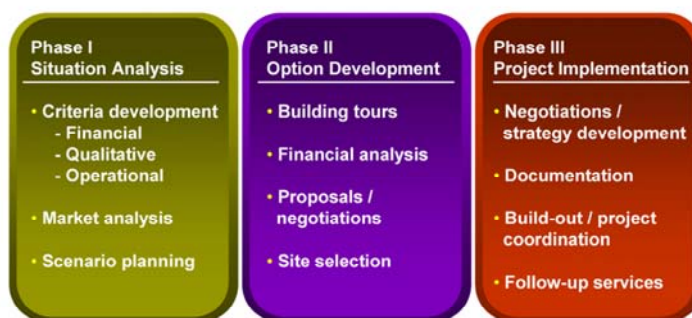 Phase I
Situation Analysis
• Criteria development
- Financial
- Qualitative
- Operational
• Market analysis
• Scenario planning
Phase II
Option Development
• Building tours
• Financial analysis
• Proposals /
negotiations
• Site selection
Phase III
Project Implementation
• Negotiations /
strategy development
• Documentation
• Build-out / project
coordination
• Follow-up services